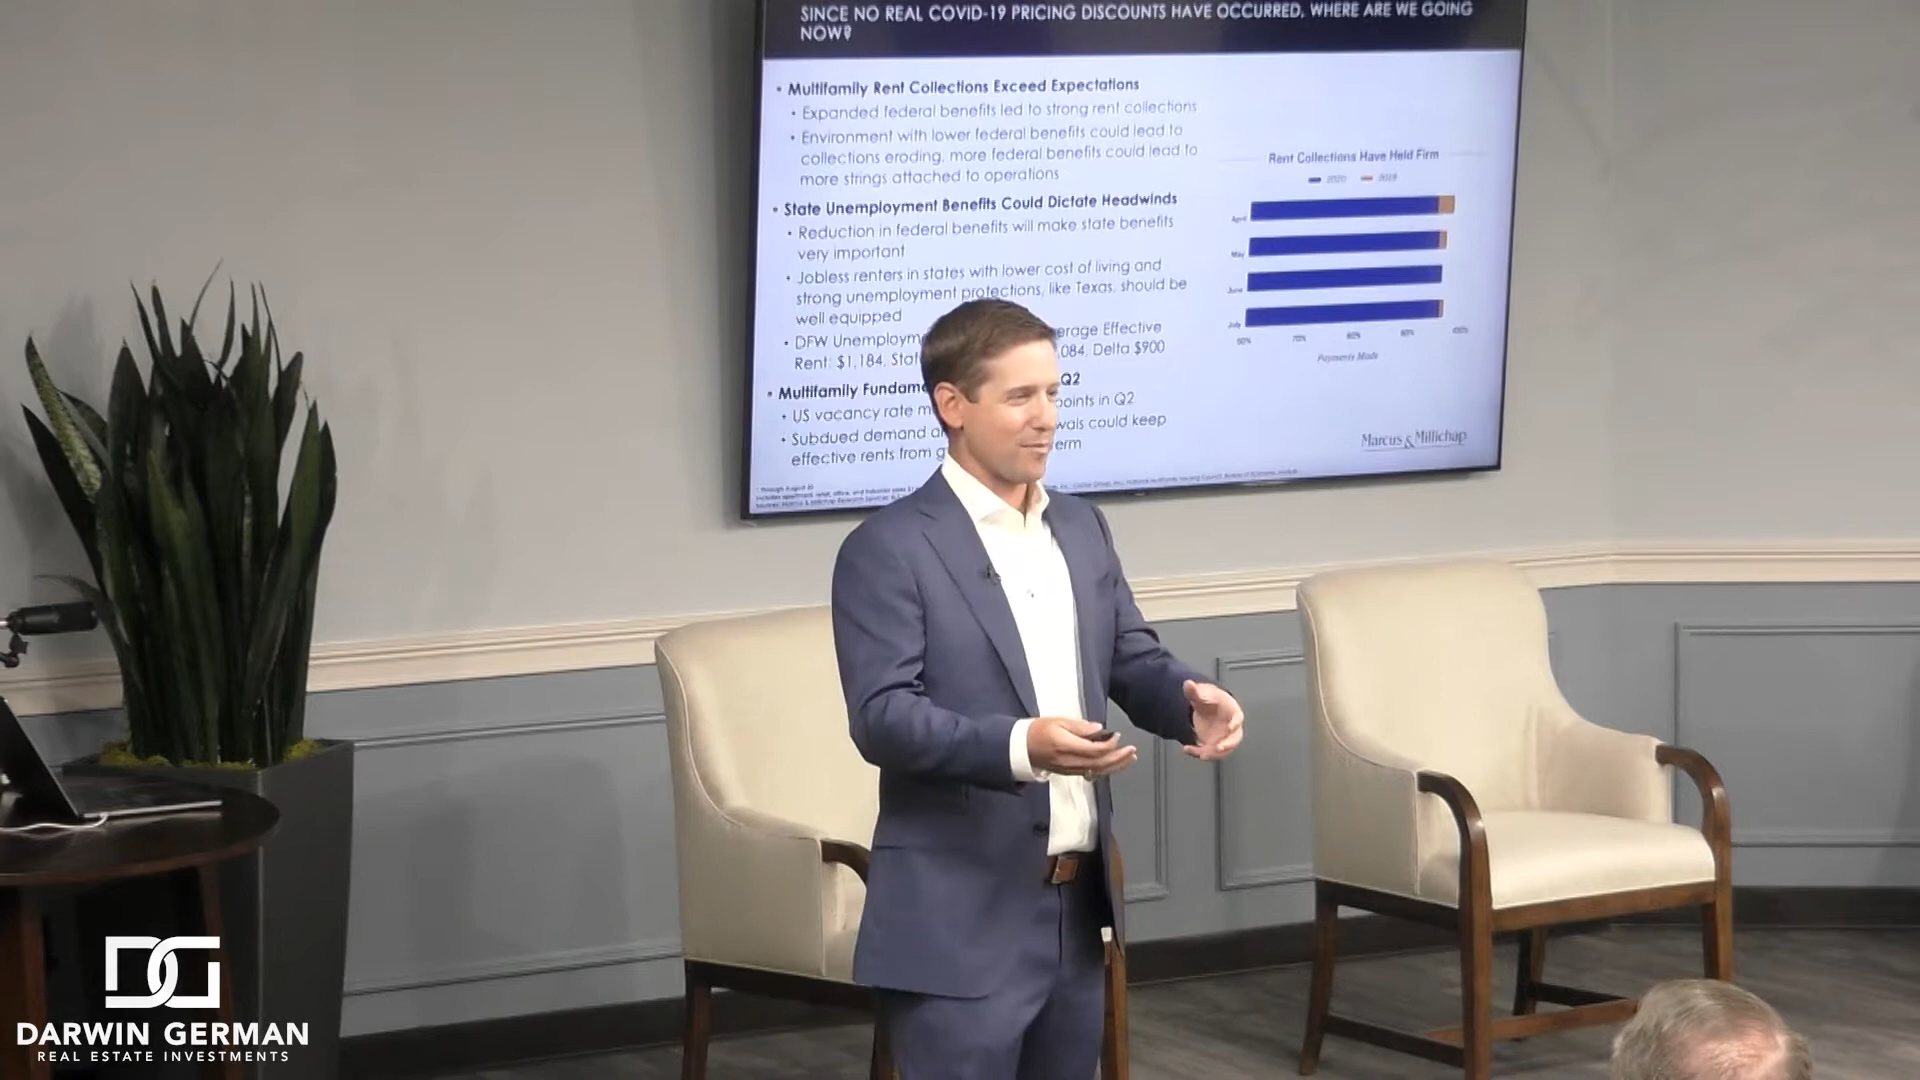 SINCE NO REAL COVID-19 PRICING DISCOUNTS HAVE OCCURRED, WHERE ARE WE GOING
NOW?
• Multifamily Rent Collections Exceed Expectations
• Expanded federal benefits led to strong rent collections
• Environment with lower federal benefits could lead to
collections eroding, more federal benefits could lead to
more strings attached to operations
• State Unemployment Benefits Could Dictate Headwinds
• Reduction in federal benefits will make state benefits
very important
• Jobless renters in states with lower cost of living and
strong unemployment protections, like Texas, should be
well equipped
• DFW Unemploym erage Effective
Rent: $1,184, Stat ,084, Delta $900
• Multifamily Fundame Q2
• US vacancy rate m points in Q2
• Subdued demand a wals could keep
effective rents from g erm
Rent Collections Have Held Firm
2020 2019
April
May
June
July
60% 70% 80% 90% 100%
Payments Made
Marcus & Millichap
DG
DARWIN GERMAN
REAL ESTATE INVESTMENTS